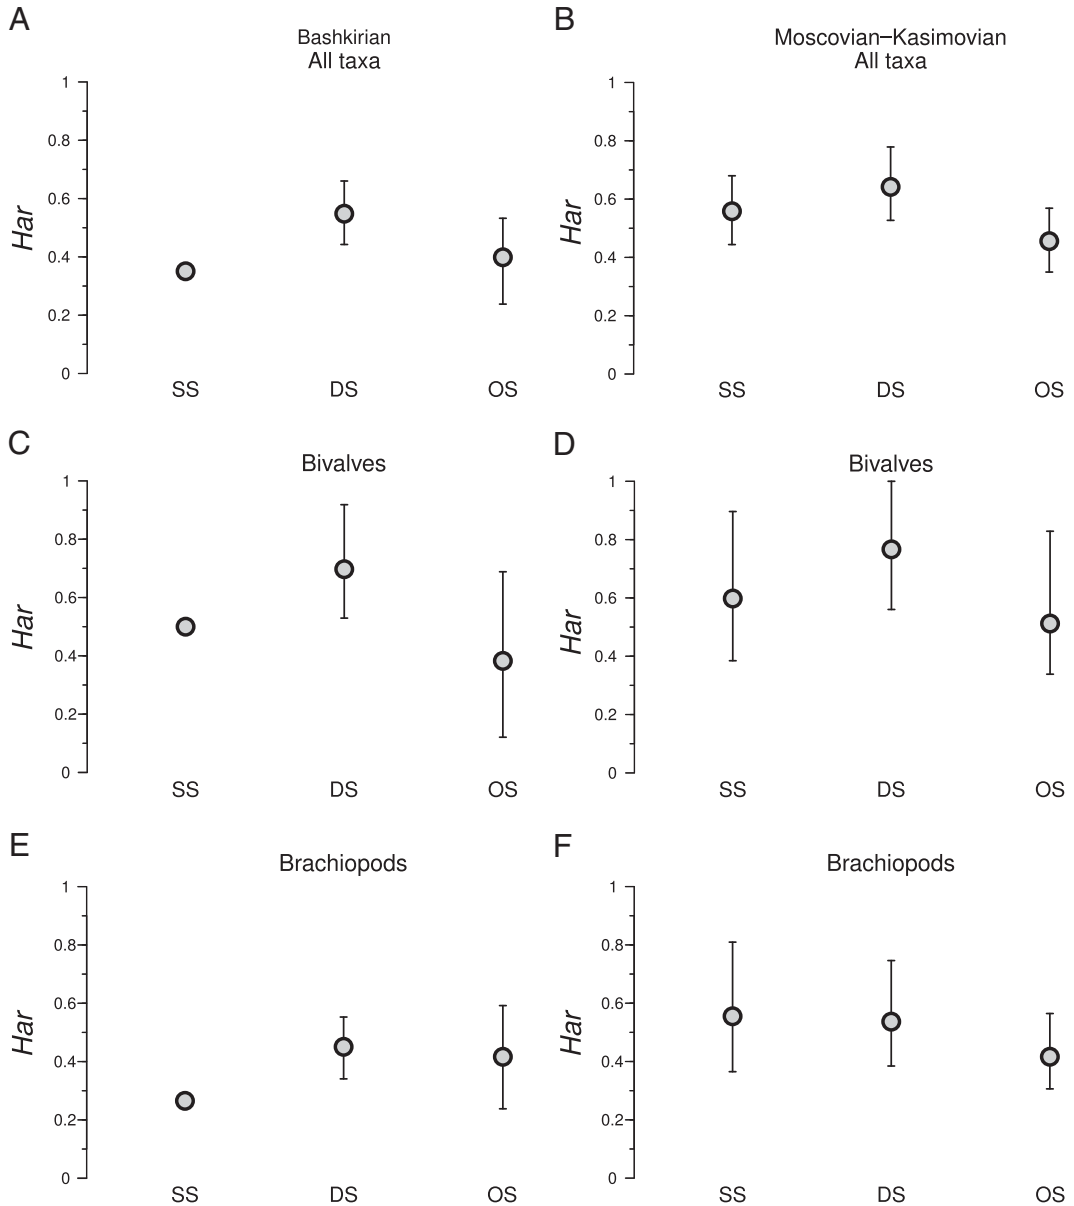 A
Bashkirian
All taxa
1
0.8
0.6
0.4
0.2
0
Har
SS
DS
OS
B
Moscovian–Kasimovian
All taxa
1
0.8
0.6
0.4
0.2
0
Har
SS
DS
OS
C
Bivalves
1
0.8
0.6
0.4
0.2
0
Har
SS
DS
OS
D
Bivalves
1
0.8
0.6
0.4
0.2
0
Har
SS
DS
OS
E
Brachiopods
1
0.8
0.6
0.4
0.2
0
Har
SS
DS
OS
F
Brachiopods
1
0.8
0.6
0.4
0.2
0
Har
SS
DS
OS